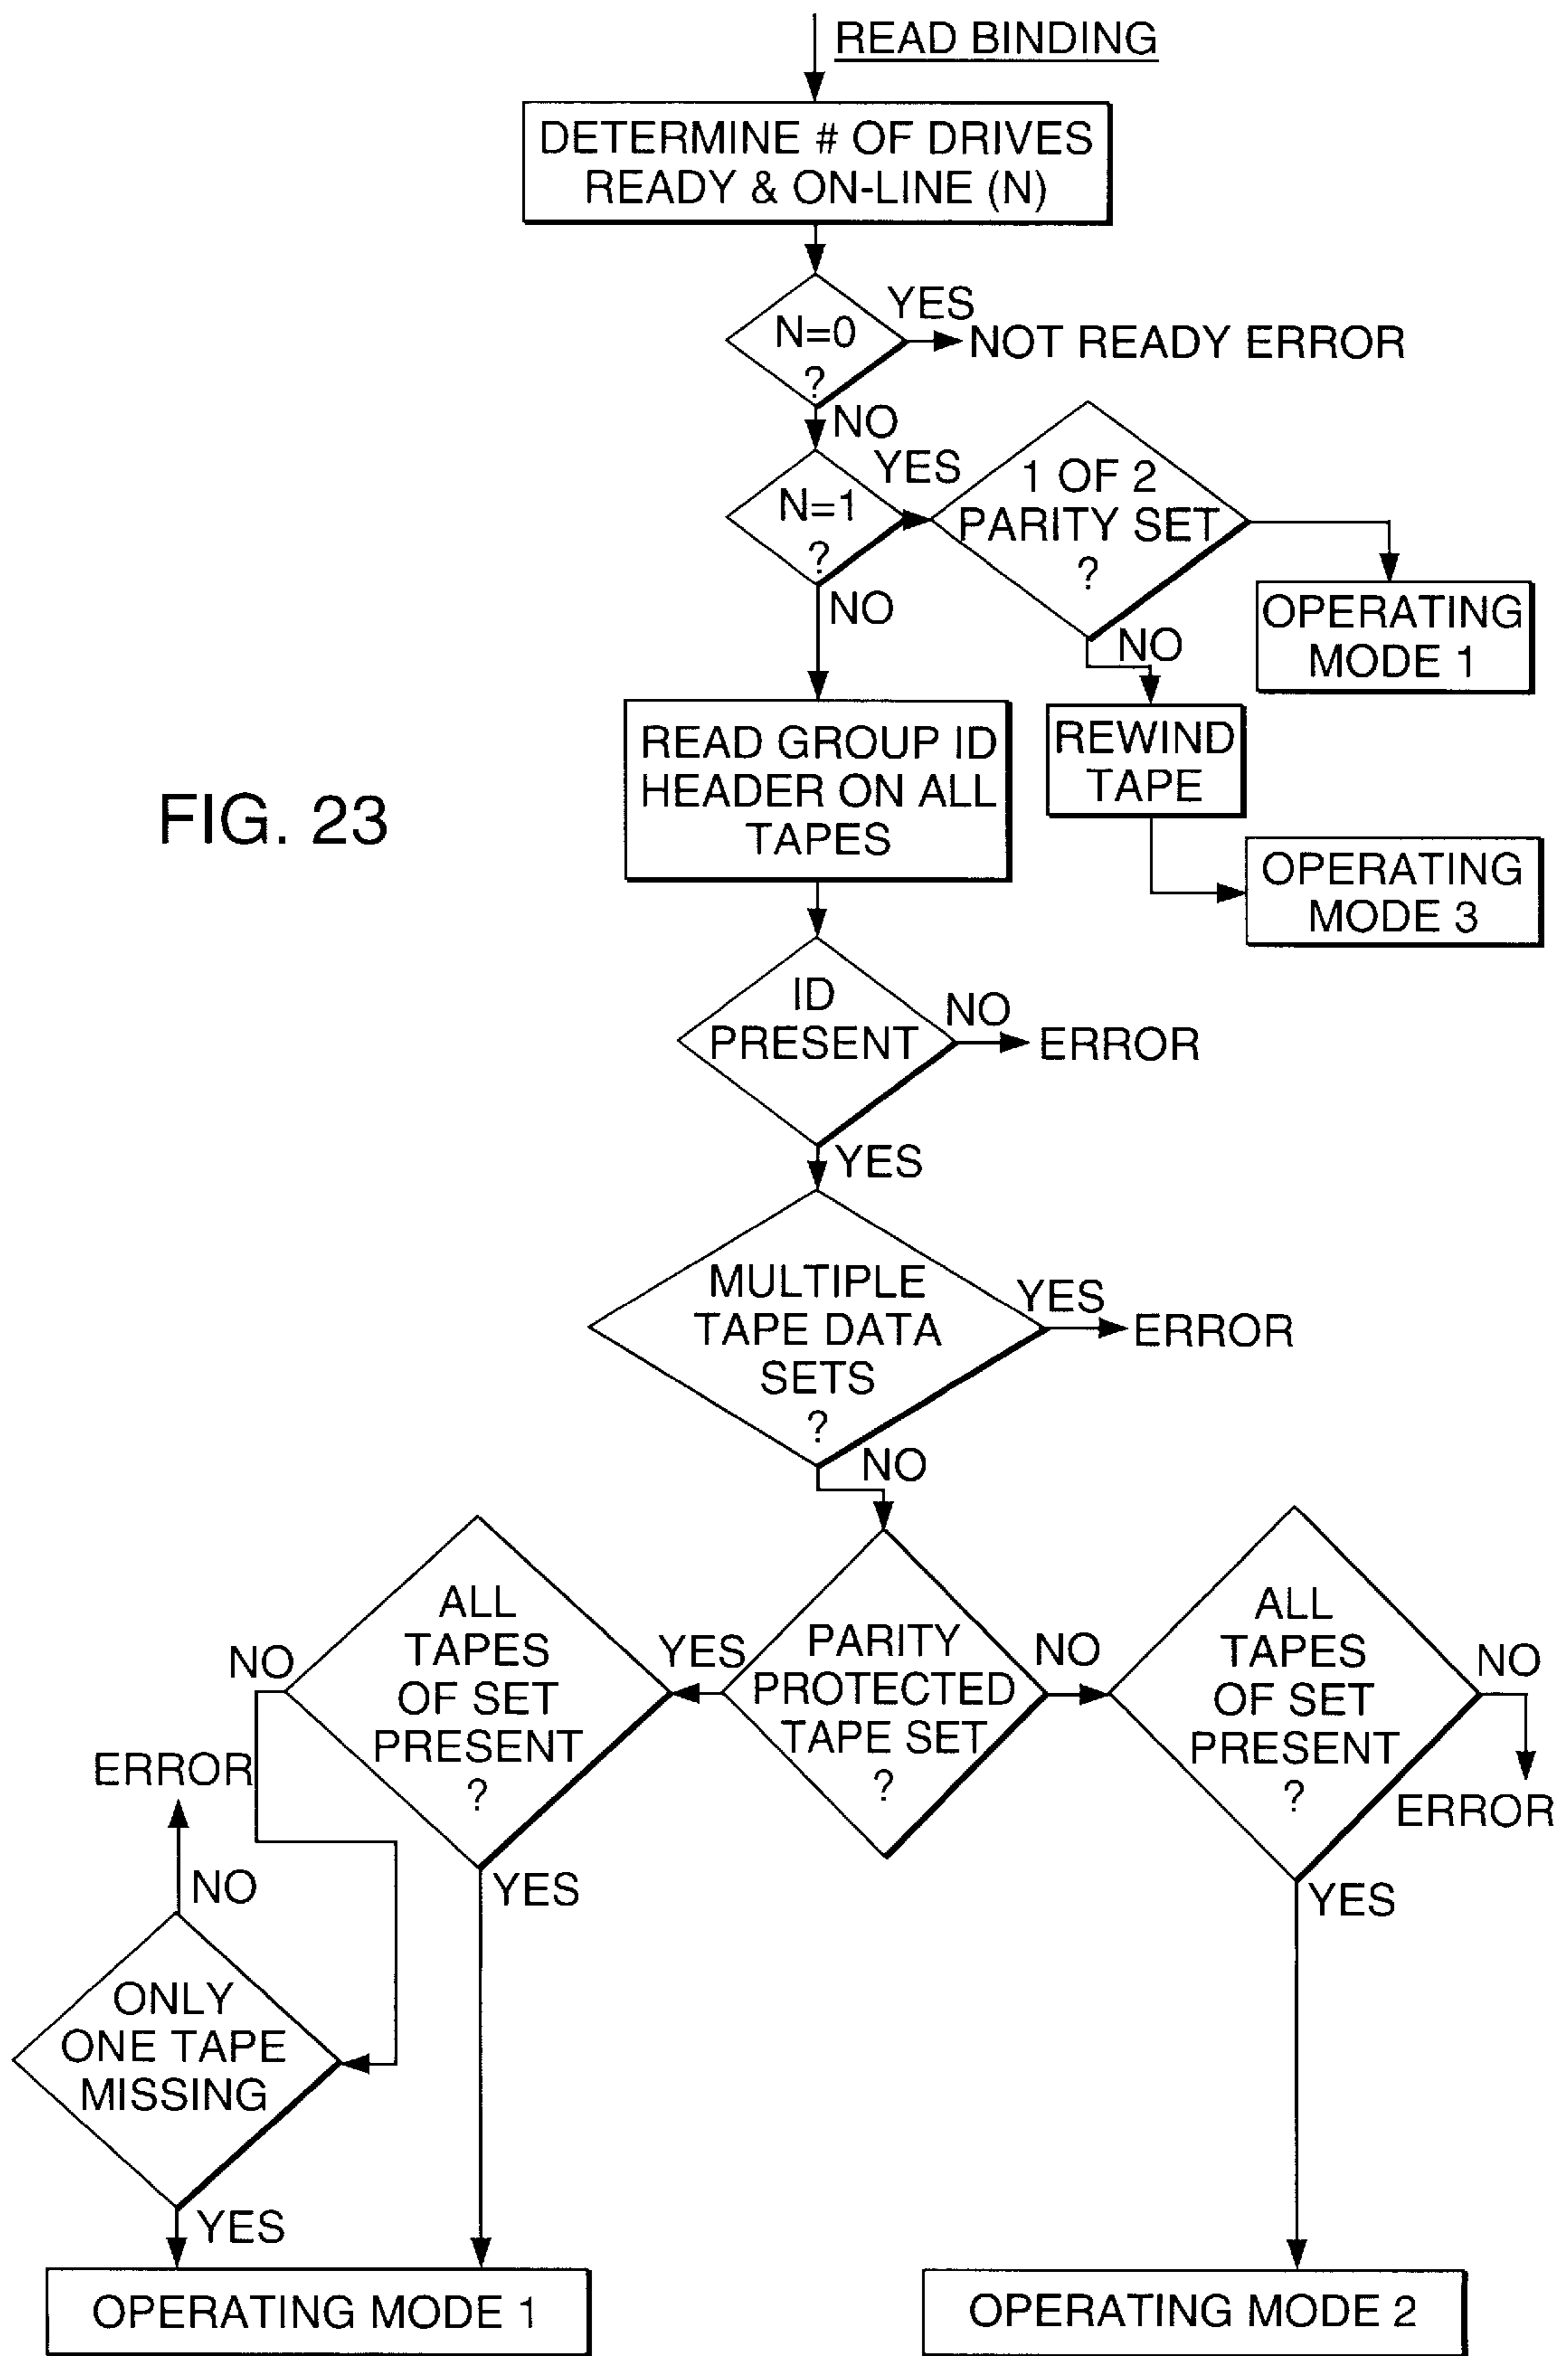 READ BINDING
DETERMINE # OF DRIVES
READY & ON-LINE (N)
N=0
?
YES
NOT READY ERROR
NO
N=1
?
YES
1 OF 2
PARITY SET
?
OPERATING
MODE 1
NO
NO
REWIND
TAPE
OPERATING
MODE 3
READ GROUP ID
HEADER ON ALL
TAPES
FIG. 23
ID
PRESENT
NO
ERROR
YES
MULTIPLE
TAPE DATA
SETS
?
YES
ERROR
NO
PARITY
PROTECTED
TAPE SET
?
YES
ALL
TAPES
OF SET
PRESENT
?
NO
YES
ERROR
NO
ONLY
ONE TAPE
MISSING
YES
OPERATING MODE 1
NO
ALL
TAPES
OF SET
PRESENT
?
NO
ERROR
YES
OPERATING MODE 2